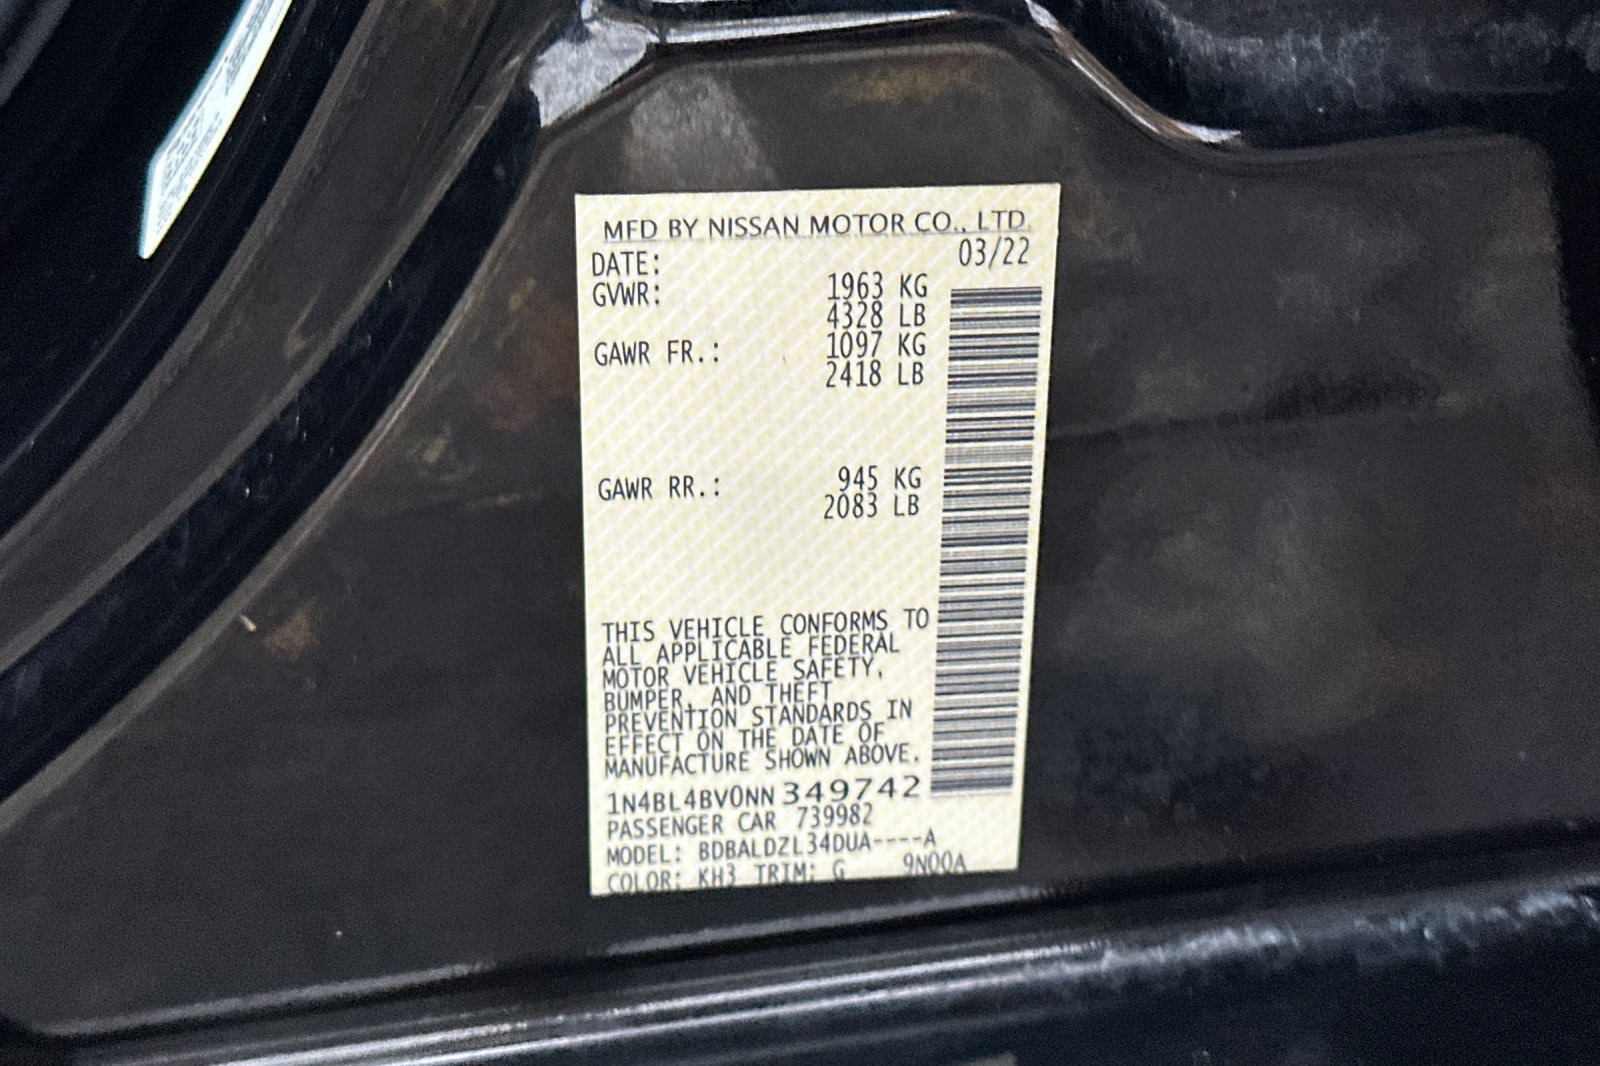 MFD BY NISSAN MOTOR CO., LTD.
DATE: 03/22
GVWR: 1963 KG
4328 LB
GAWR FR.: 1097 KG
2418 LB
GAWR RR.: 945 KG
2083 LB
THIS VEHICLE CONFORMS TO
ALL APPLICABLE FEDERAL
MOTOR VEHICLE SAFETY,
BUMPER, AND THEFT
PREVENTION STANDARDS IN
EFFECT ON THE DATE OF
MANUFACTURE SHOWN ABOVE.
1N4BL4BV0NN349742
PASSENGER CAR 739982
MODEL: BDBALDZL34DUA----A
COLOR: KH3 TRIM: G 9N00A